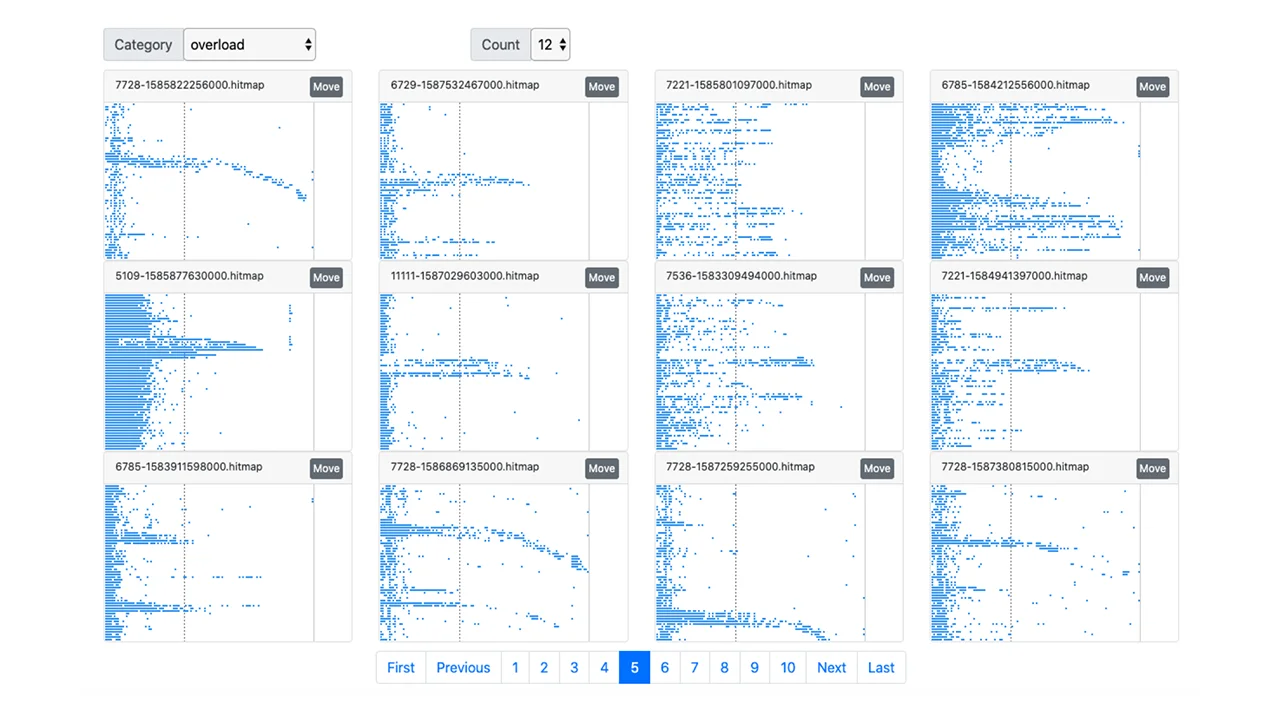 Category overload Count 12
7728-1585822256000.hitmap Move 6729-1587532467000.hitmap Move 7221-1585801097000.hitmap Move 6785-1584212556000.hitmap Move
5109-1585877630000.hitmap Move 11111-1587029603000.hitmap Move 7536-1583309494000.hitmap Move 7221-1584941397000.hitmap Move
6785-1583911598000.hitmap Move 7728-1586869135000.hitmap Move 7728-1587259255000.hitmap Move 7728-1587380815000.hitmap Move
First Previous 1 2 3 4 5 6 7 8 9 10 Next Last